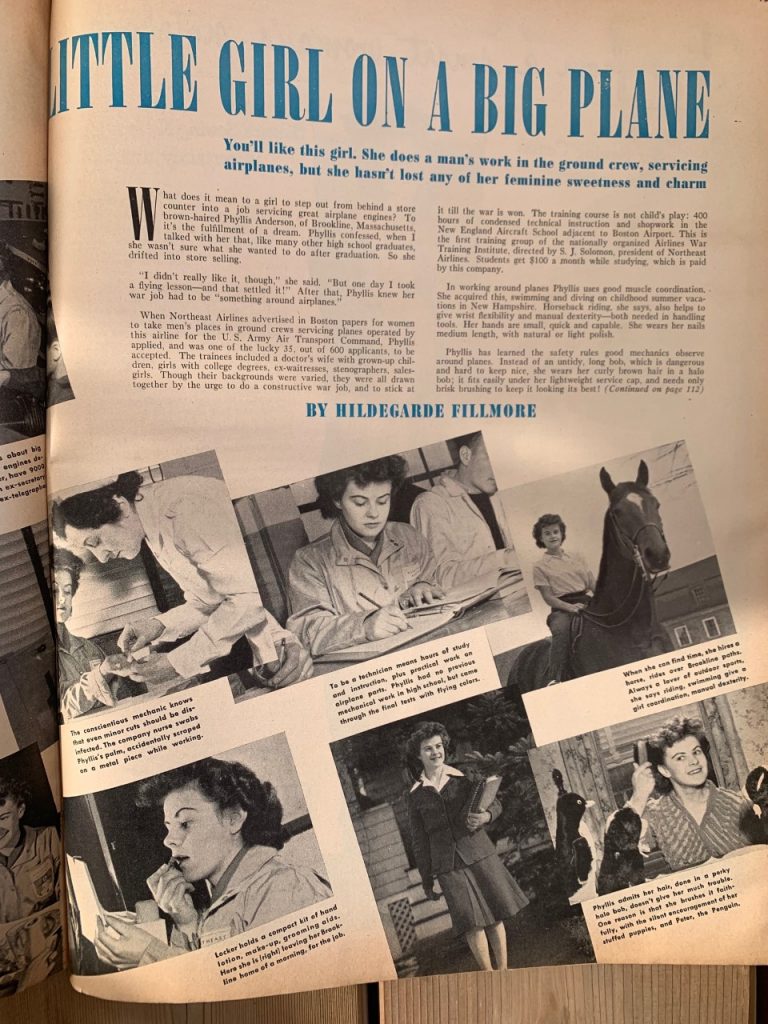 LITTLE GIRL ON A BIG PLANE
You'll like this girl. She does a man's work in the ground crew, servicing
airplanes, but she hasn't lost any of her feminine sweetness and charm
What does it mean to a girl to step out from behind a store
counter into a job servicing great airplane engines? To
brown-haired Phyllis Anderson, of Brookline, Massachusetts,
it's the fulfillment of a dream. Phyllis confessed, when I
talked with her that, like many other high school graduates,
she wasn't sure what she wanted to do after graduation. So she
drifted into store selling.
"I didn't really like it, though," she said. "But one day I took
a flying lesson—and that settled it!" After that, Phyllis knew her
war job had to be "something around airplanes."
When Northeast Airlines advertised in Boston papers for women
to take men's places in ground crews servicing planes operated by
this airline for the U. S. Army Air Transport Command, Phyllis
applied, and was one of the lucky 35, out of 600 applicants, to be
accepted. The trainees included a doctor's wife with grown-up chil-
dren, girls with college degrees, ex-waitresses, stenographers, sales-
girls. Though their backgrounds were varied, they were all drawn
together by the urge to do a constructive war job, and to stick at
it till the war is won. The training course is not child's play: 400
hours of condensed technical instruction and shopwork in the
New England Aircraft School adjacent to Boston Airport. This is
the first training group of the nationally organized Airlines War
Training Institute, directed by S. J. Solomon, president of Northeast
Airlines. Students get $100 a month while studying, which is paid
by this company.
In working around planes Phyllis uses good muscle coordination.
She acquired this, swimming and diving on childhood summer vaca-
tions in New Hampshire. Horseback riding, she says, also helps to
give wrist flexibility and manual dexterity—both needed in handling
tools. Her hands are small, quick and capable. She wears her nails
medium length, with natural or light polish.
Phyllis has learned the safety rules good mechanics observe
around planes. Instead of an untidy, long bob, which is dangerous
and hard to keep nice, she wears her curly brown hair in a halo
bob; it fits easily under her lightweight service cap, and needs only
brisk brushing to keep it looking its best! (Continued on page 112)
BY HILDEGARDE FILLMORE
s about big
engines de-
r, have 9000
ex-secretary
ex-telegraphe
The conscientious mechanic knows
that even minor cuts should be dis-
infected. The company nurse swabs
Phyllis's palm, accidentally scraped
on a metal piece while working.
To be a technician means hours of study
and instruction, plus practical work on
airplane parts. Phyllis had no previous
mechanical work in high school, but came
through the final tests with flying colors.
When she can find time, she hires a
horse, rides over Brookline paths.
Always a lover of outdoor sports,
she says riding, swimming give a
girl coordination, manual dexterity.
Locker holds a compact kit of hand
lotion, make-up, grooming aids.
Here she is (right) leaving her Brook-
line home of a morning, for the job.
Phyllis admits her hair, done in a perky
halo bob, doesn't give her much trouble.
One reason is that she brushes it faith-
fully, with the silent encouragement of her
stuffed puppies, and Peter, the Penguin.